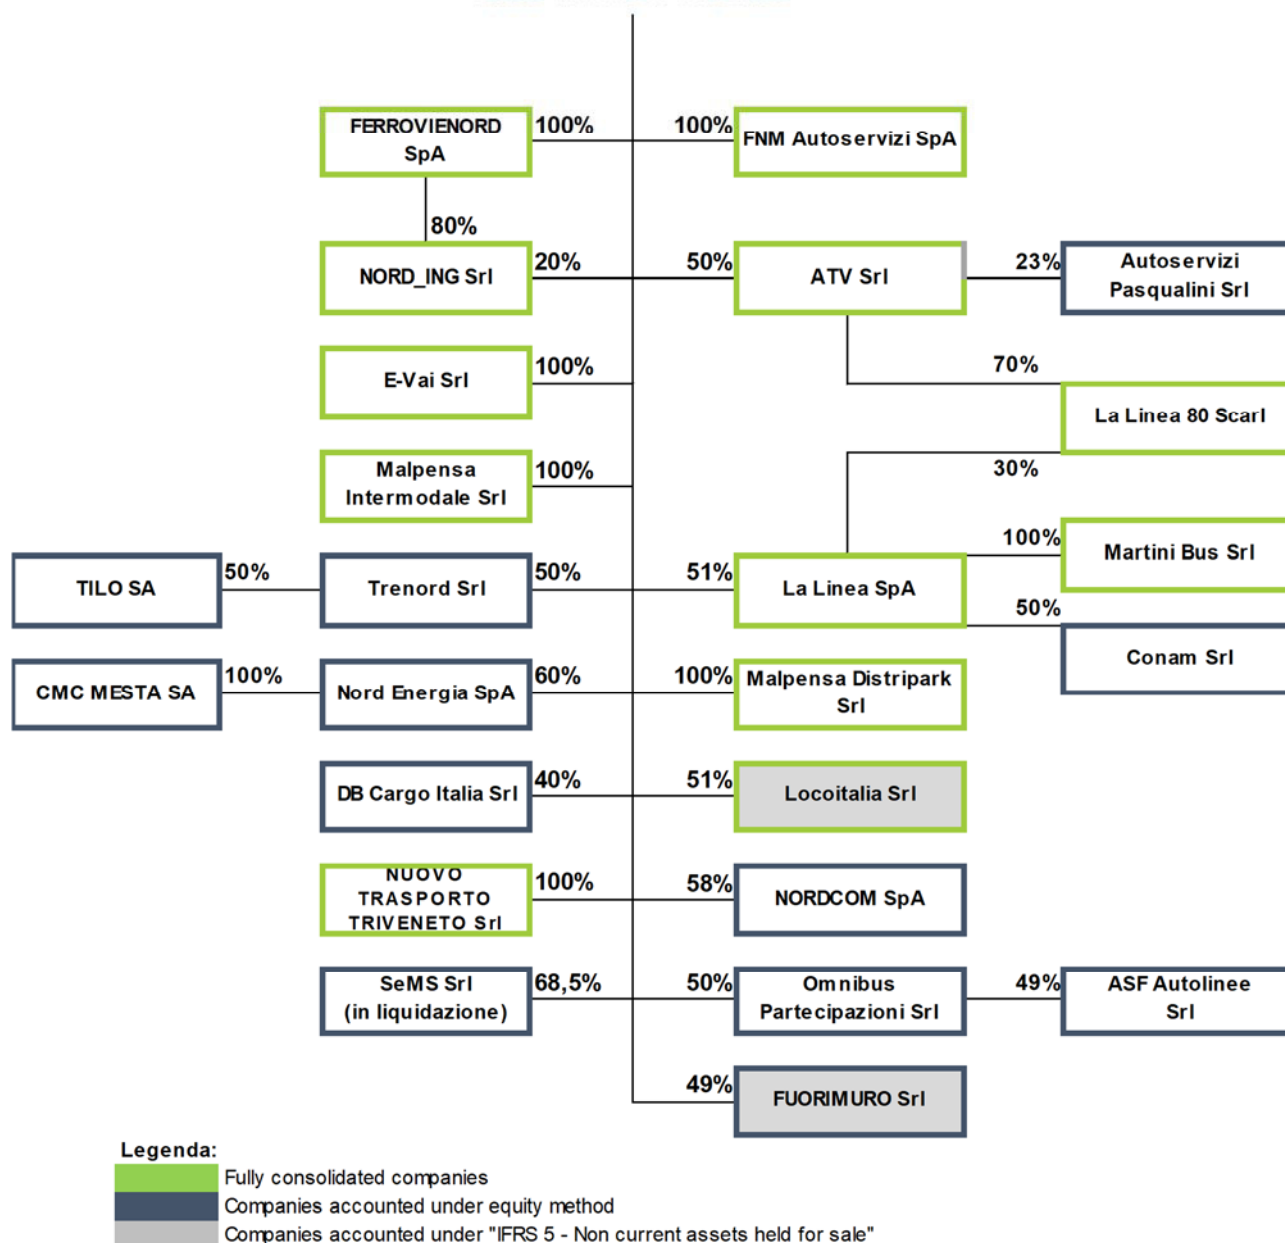 FERROVIENORD
SpA
100%
100%
FNM Autoservizi SpA
80%
NORD_ING Srl
20%
50%
ATV Srl
23%
Autoservizi
Pasqualini Srl
E-Vai Srl
100%
70%
La Linea 80 Scarl
30%
Malpensa
Intermodale Srl
100%
TILO SA
50%
Trenord Srl
50%
51%
La Linea SpA
100%
Martini Bus Srl
50%
Conam Srl
CMC MESTA SA
100%
Nord Energia SpA
60%
100%
Malpensa Distripark
Srl
DB Cargo Italia Srl
40%
51%
Locoitalia Srl
NUOVO
TRASPORTO
TRIVENETO Srl
100%
58%
NORDCOM SpA
SeMS Srl
(in liquidazione)
68,5%
50%
Omnibus
Partecipazioni Srl
49%
ASF Autolinee
Srl
49%
FUORIMURO Srl
Legenda:
Fully consolidated companies
Companies accounted under equity method
Companies accounted under "IFRS 5 - Non current assets held for sale"